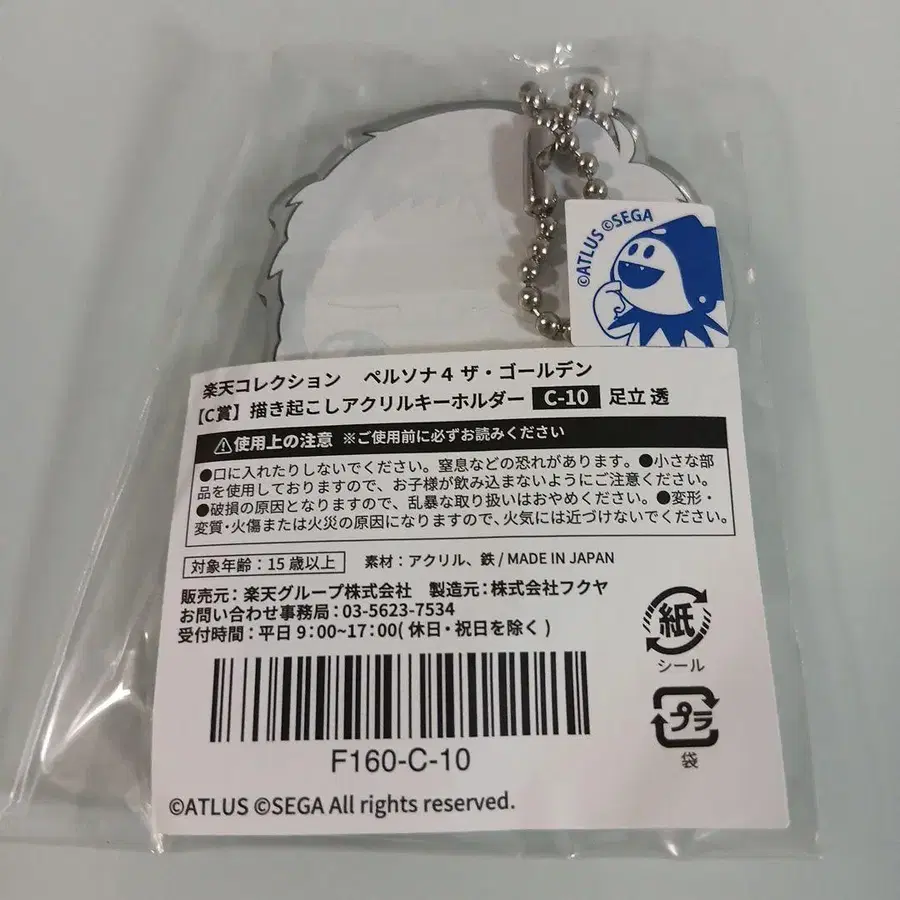 ©ATLUS ©SEGA
楽天コレクション　ペルソナ４ ザ・ゴールデン
【C賞】描き起こしアクリルキーホルダー C-10 足立 透
⚠使用上の注意 ※ご使用前に必ずお読みください
●口に入れたりしないでください。窒息などの恐れがあります。●小さな部
品を使用しておりますので、お子様が飲み込まないようにご注意ください。
●破損の原因となりますので、乱暴な取り扱いはおやめください。●変形・
変質・火傷または火災の原因になりますので、火気には近づけないでください。
対象年齢：15 歳以上　素材：アクリル、鉄 / MADE IN JAPAN
販売元：楽天グループ株式会社　製造元：株式会社フクヤ
お問い合わせ事務局：03-5623-7534
受付時間：平日 9:00~17:00( 休日・祝日を除く )
紙
シール
プラ
袋
F160-C-10
©ATLUS ©SEGA All rights reserved.